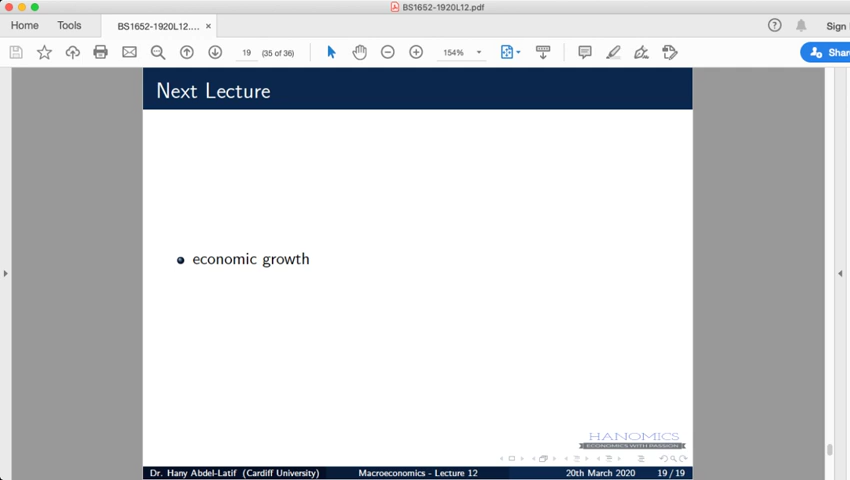 BS1652-1920L12.pdf
Home
Tools
BS1652-1920L12....
×
Sign
19
(35 of 36)
154%
Shar
Next Lecture
economic growth
HANOMICS
ECONOMICS WITH PASSION
Dr. Hany Abdel-Latif (Cardiff University)
Macroeconomics - Lecture 12
20th March 2020
19 / 19